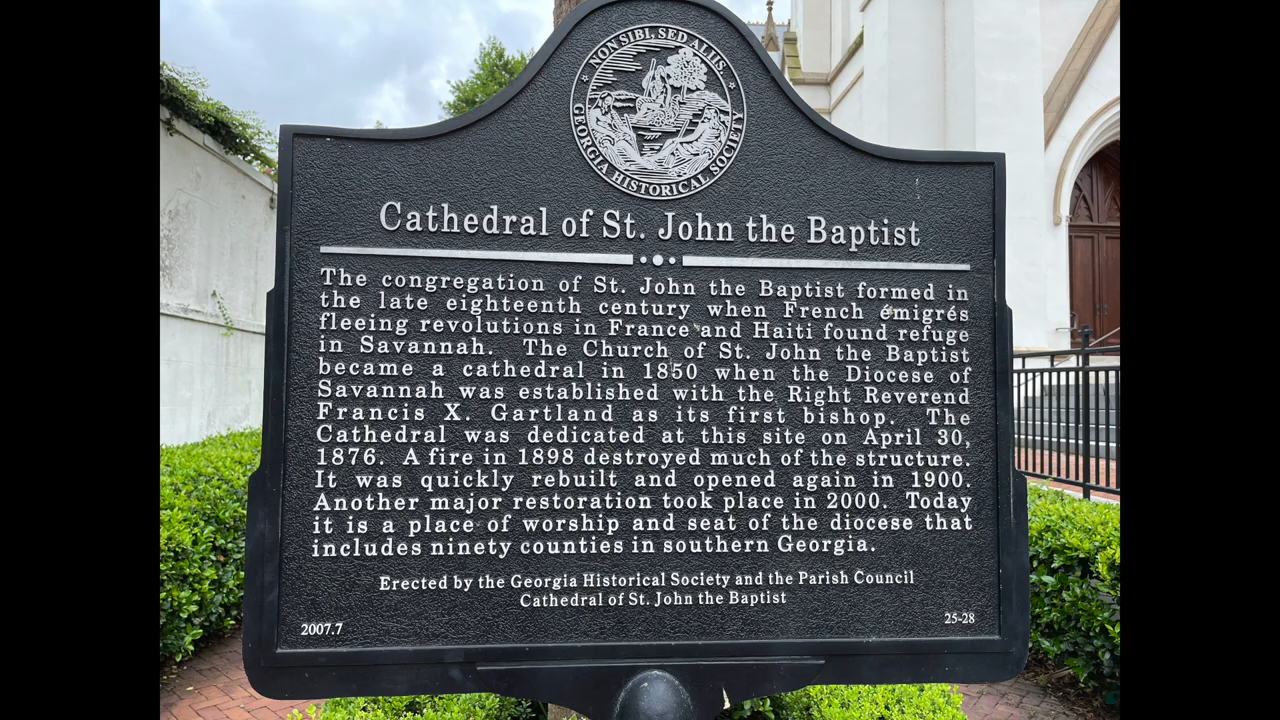 NON SIBI, SED ALIIS
GEORGIA HISTORICAL SOCIETY
Cathedral of St. John the Baptist
The congregation of St. John the Baptist formed in
the late eighteenth century when French émigrés
fleeing revolutions in France and Haiti found refuge
in Savannah. The Church of St. John the Baptist
became a cathedral in 1850 when the Diocese of
Savannah was established with the Right Reverend
Francis X. Gartland as its first bishop. The
Cathedral was dedicated at this site on April 30,
1876. A fire in 1898 destroyed much of the structure.
It was quickly rebuilt and opened again in 1900.
Another major restoration took place in 2000. Today
it is a place of worship and seat of the diocese that
includes ninety counties in southern Georgia.
Erected by the Georgia Historical Society and the Parish Council
Cathedral of St. John the Baptist
2007.7
25-28